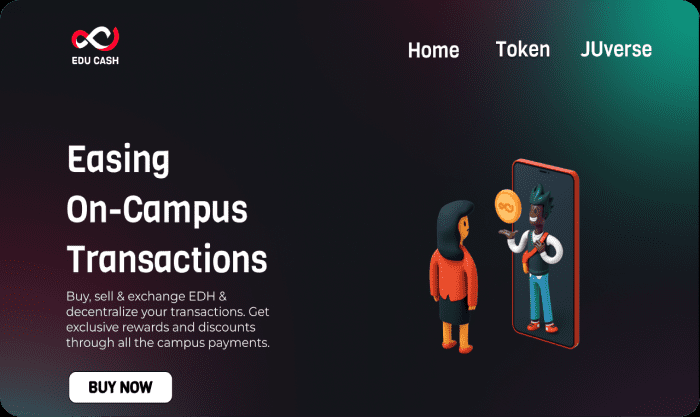 EDU CASH
Home Token JUverse
Easing
On-Campus
Transactions
Buy, sell & exchange EDH &
decentralize your transactions. Get
exclusive rewards and discounts
through all the campus payments.
BUY NOW